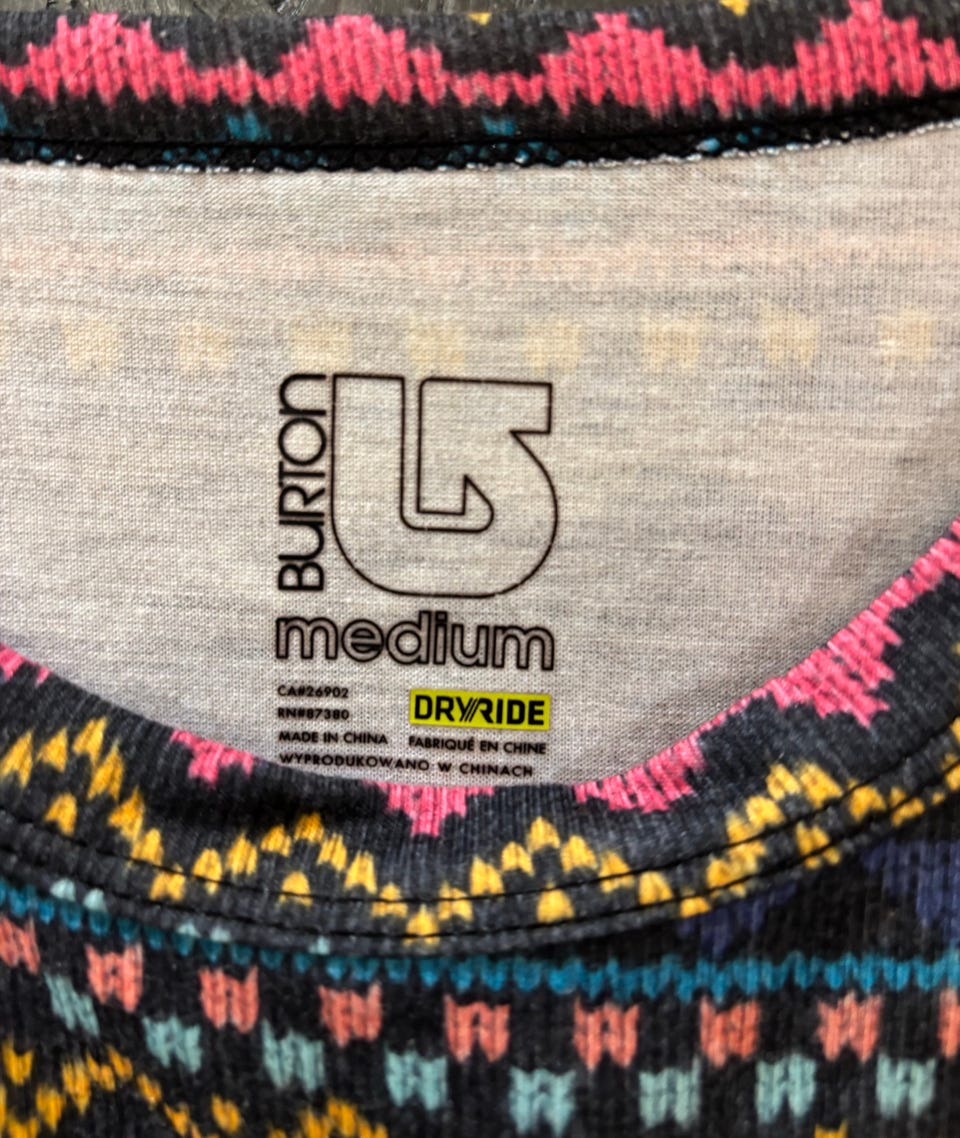 BURTON
medium
CA#26902
RN#87380
DRYRIDE
MADE IN CHINA FABRIQUÉ EN CHINE
WYPRODUKOWANO W CHINACH